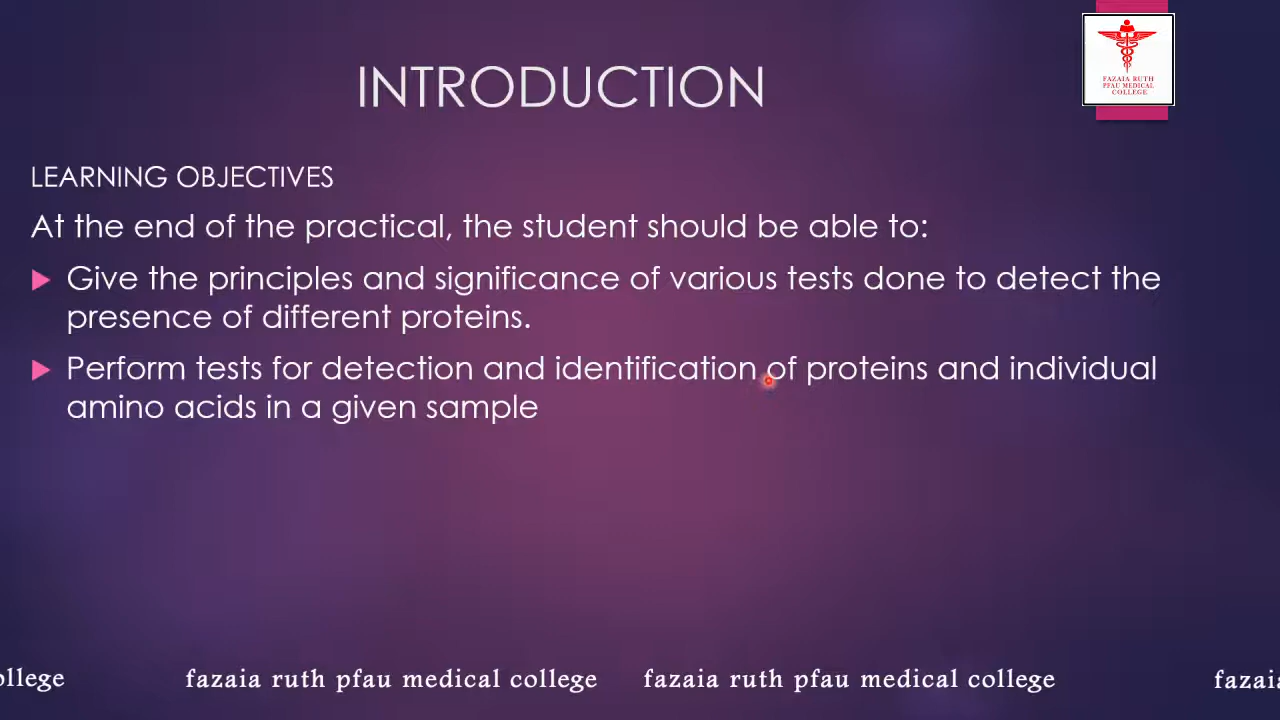 INTRODUCTION
FAZAIA RUTH
PFAU MEDICAL
COLLEGE
LEARNING OBJECTIVES
At the end of the practical, the student should be able to:
Give the principles and significance of various tests done to detect the
presence of different proteins.
Perform tests for detection and identification of proteins and individual
amino acids in a given sample
ollege fazaia ruth pfau medical college fazaia ruth pfau medical college fazai